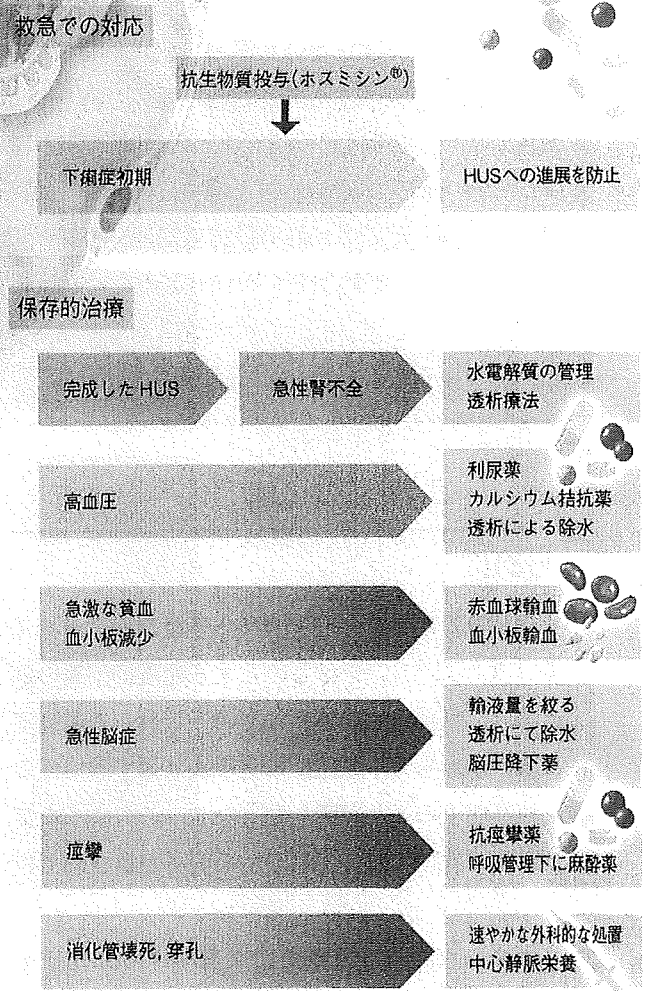 救急での対応
抗生物質投与(ホスミシン®)
下痢症初期
HUSへの進展を防止
保存的治療
完成したHUS
急性腎不全
水電解質の管理
透析療法
高血圧
利尿薬
カルシウム拮抗薬
透析による除水
急激な貧血
血小板減少
赤血球輸血
血小板輸血
急性脳症
輸液量を絞る
透析にて除水
脳圧降下薬
痙攣
抗痙攣薬
呼吸管理下に麻酔薬
消化管壊死, 穿孔
速やかな外科的な処置
中心静脈栄養